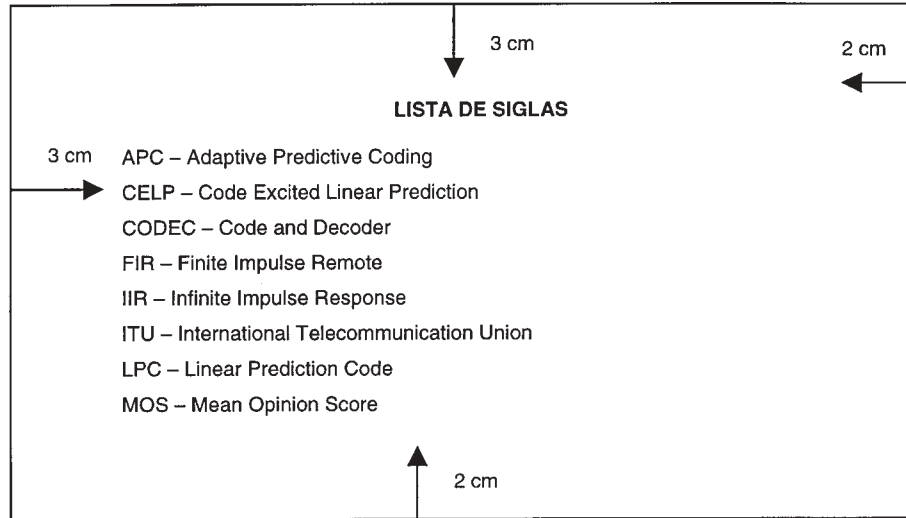 3 cm
2 cm
LISTA DE SIGLAS
3 cm
APC – Adaptive Predictive Coding
CELP – Code Excited Linear Prediction
CODEC – Code and Decoder
FIR – Finite Impulse Remote
IIR – Infinite Impulse Response
ITU – International Telecommunication Union
LPC – Linear Prediction Code
MOS – Mean Opinion Score
2 cm